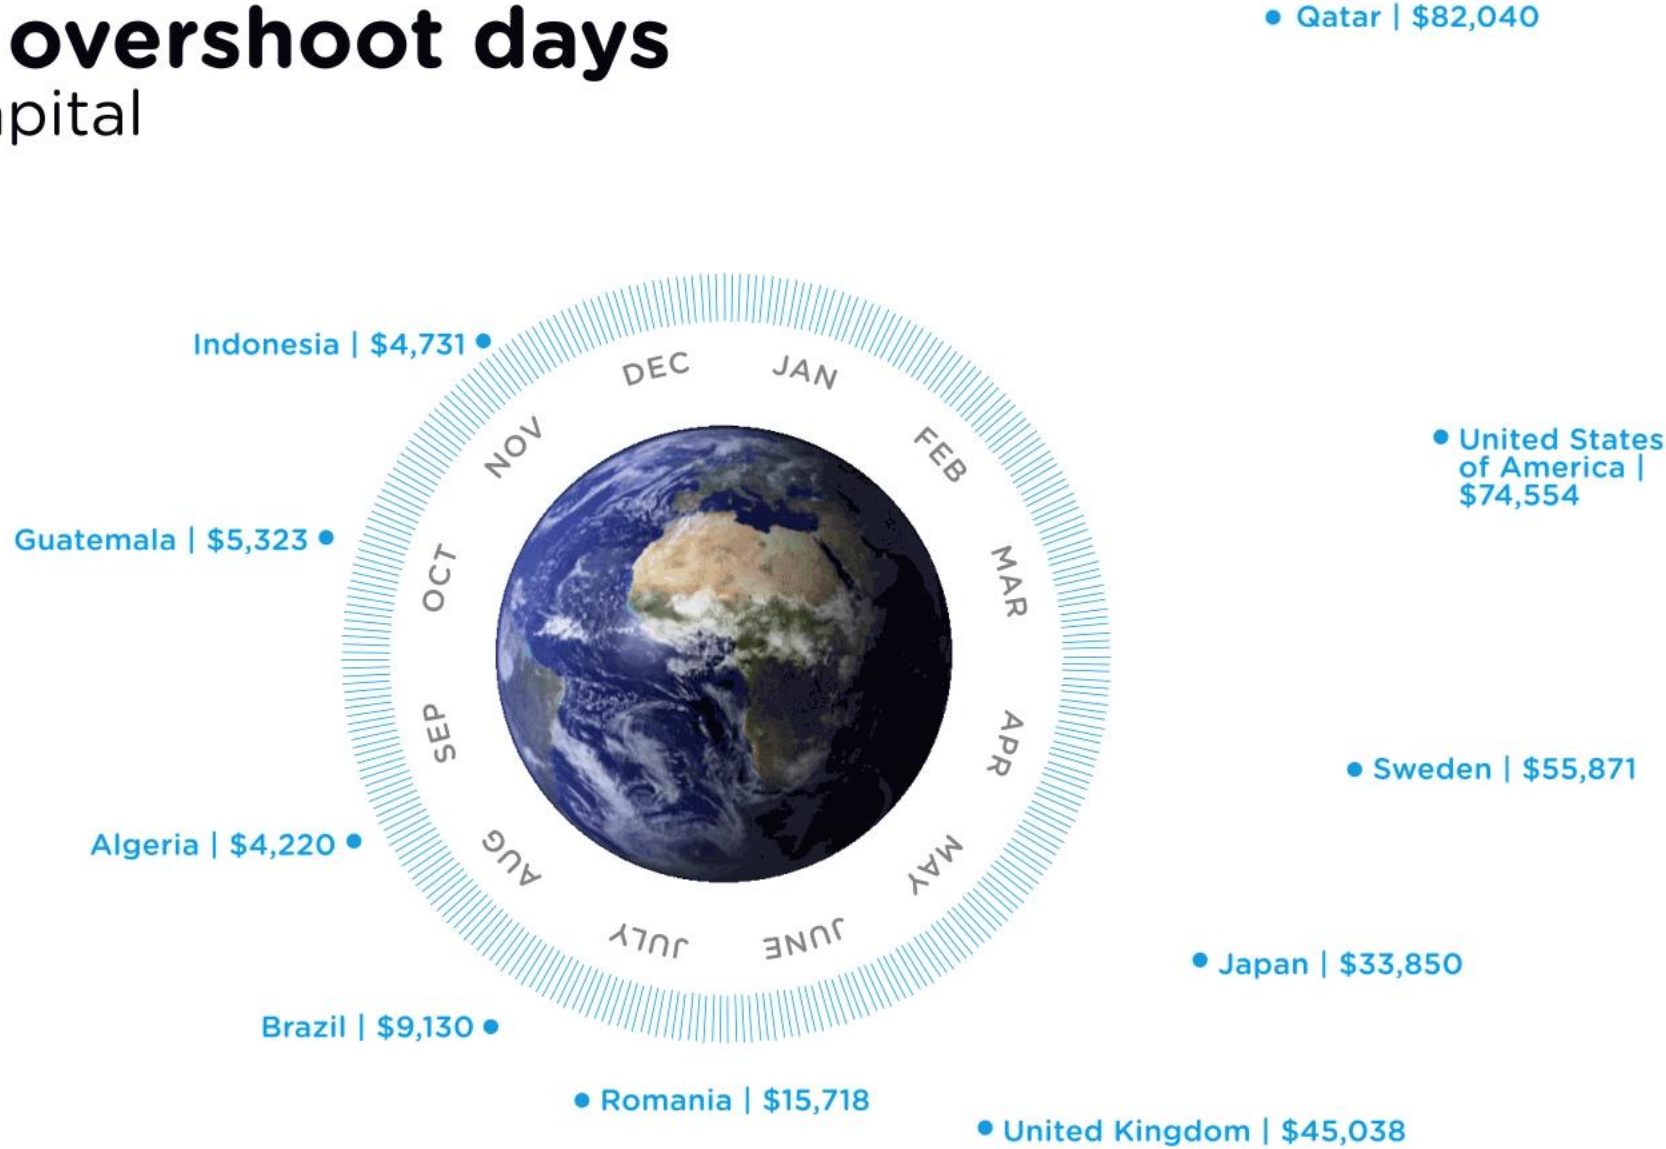 overshoot days
Qatar | $82,040
Indonesia | $4,731
DEC
JAN
NOV
FEB
United States
of America |
$74,554
Guatemala | $5,323
OCT
MAR
SEP
APR
Sweden | $55,871
Algeria | $4,220
AUG
MAY
JULY
JUNE
Japan | $33,850
Brazil | $9,130
Romania | $15,718
United Kingdom | $45,038